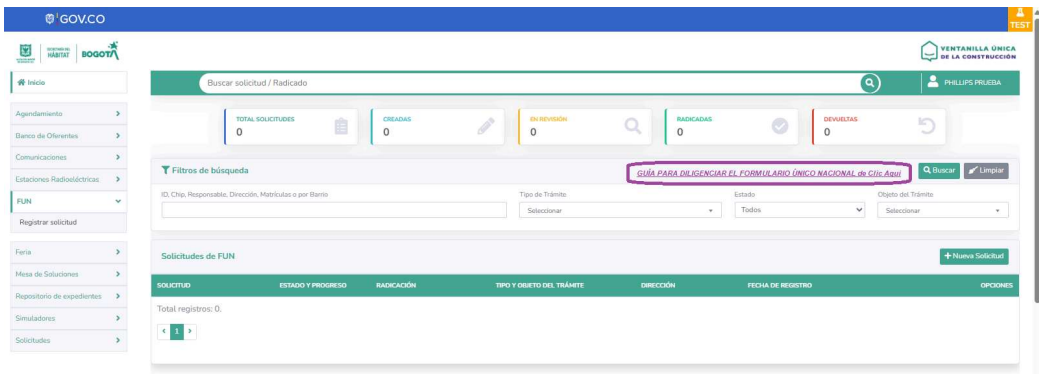 GOV.CO
TEST
HÁBITAT
BOGOTÁ
VENTANILLA ÚNICA
DE LA CONSTRUCCIÓN
Inicio
Buscar solicitud / Radicado
PHILLIPS PRUEBA
Agendamiento
Banco de Oferentes
Comunicaciones
Estaciones Radioeléctricas
FUN
Registrar solicitud
Feria
Mesa de Soluciones
Repositorio de expedientes
Simuladores
Solicitudes
TOTAL SOLICITUDES
0
CREADAS
0
EN REVISIÓN
0
RADICADAS
0
DEVUELTAS
0
Filtros de búsqueda
GUÍA PARA DILIGENCIAR EL FORMULARIO ÚNICO NACIONAL de Clic Aquí
Buscar
Limpiar
ID, Chip, Responsable, Dirección, Matrículas o por Barrio
Tipo de Trámite
Seleccionar
Estado
Todos
Objeto del Trámite
Seleccionar
Solicitudes de FUN
+ Nueva Solicitud
SOLICITUD ESTADO Y PROGRESO RADICACIÓN TIPO Y OBJETO DEL TRÁMITE DIRECCIÓN FECHA DE REGISTRO OPCIONES
Total registros: 0.
‹ 1 ›